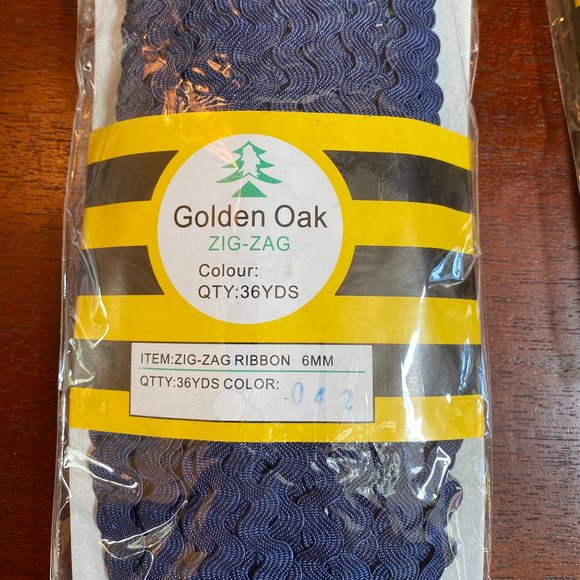 Golden Oak
ZIG-ZAG
Colour:
QTY:36YDS
ITEM:ZIG-ZAG RIBBON 6MM
QTTY:36YDS COLOR: 042